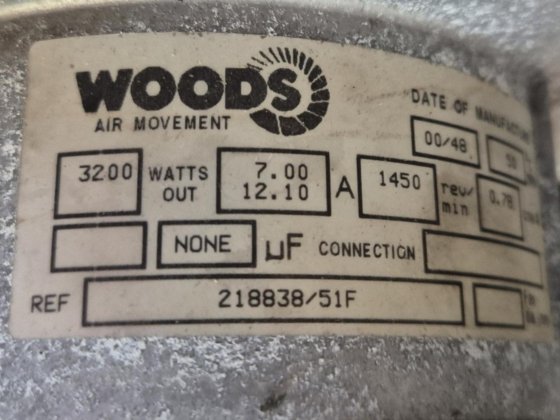 WOODS
AIR MOVEMENT
DATE OF MANUFACTURE
00/48 50
3200 WATTS OUT 7.00 12.10 A 1450 rev/min 0.78
NONE µF CONNECTION
REF 218838/51F